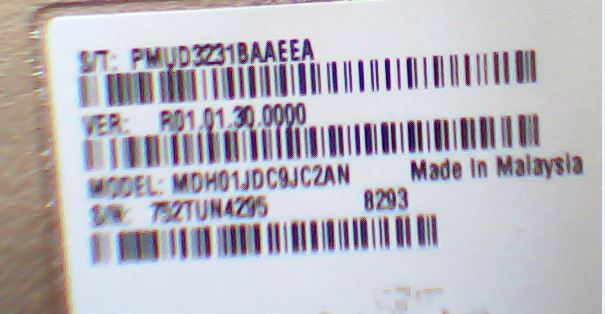 S/T: PMUD3231BAAEEA
VER: R01.01.30.0000
MODEL: MDH01JDC9JC2AN Made In Malaysia
S/N: 752TUN4295 8293